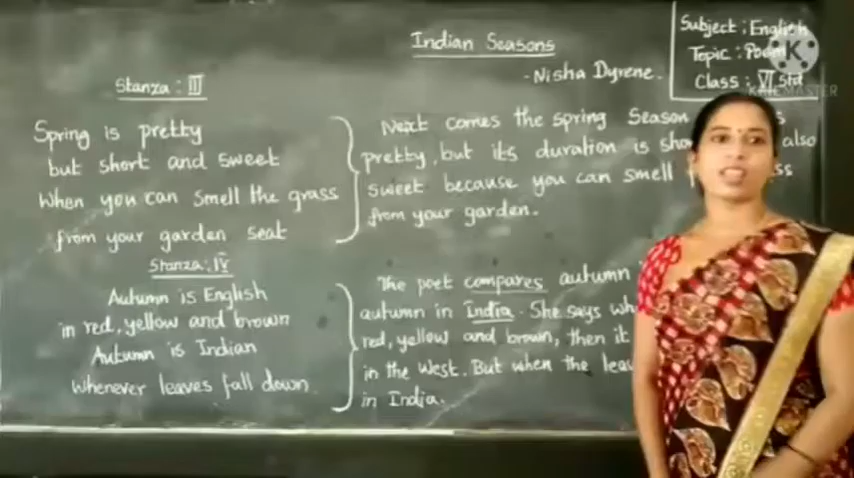 Indian Seasons
- Nisha Dyrene.
Subject : English
Topic : Poem
Class : VI Std
KINEMASTER
Stanza : III
Spring is pretty
but short and sweet
When you can smell the grass
from your garden seat
Next comes the spring Season
pretty, but its duration is also
sweet because you can smell
from your garden.
Stanza : IV
Autumn is English
in red, yellow and brown
Autumn is Indian
Whenever leaves fall down
The poet compares autumn
autumn in India. She says
red, yellow and brown, then it
in the West. But when the
in India.